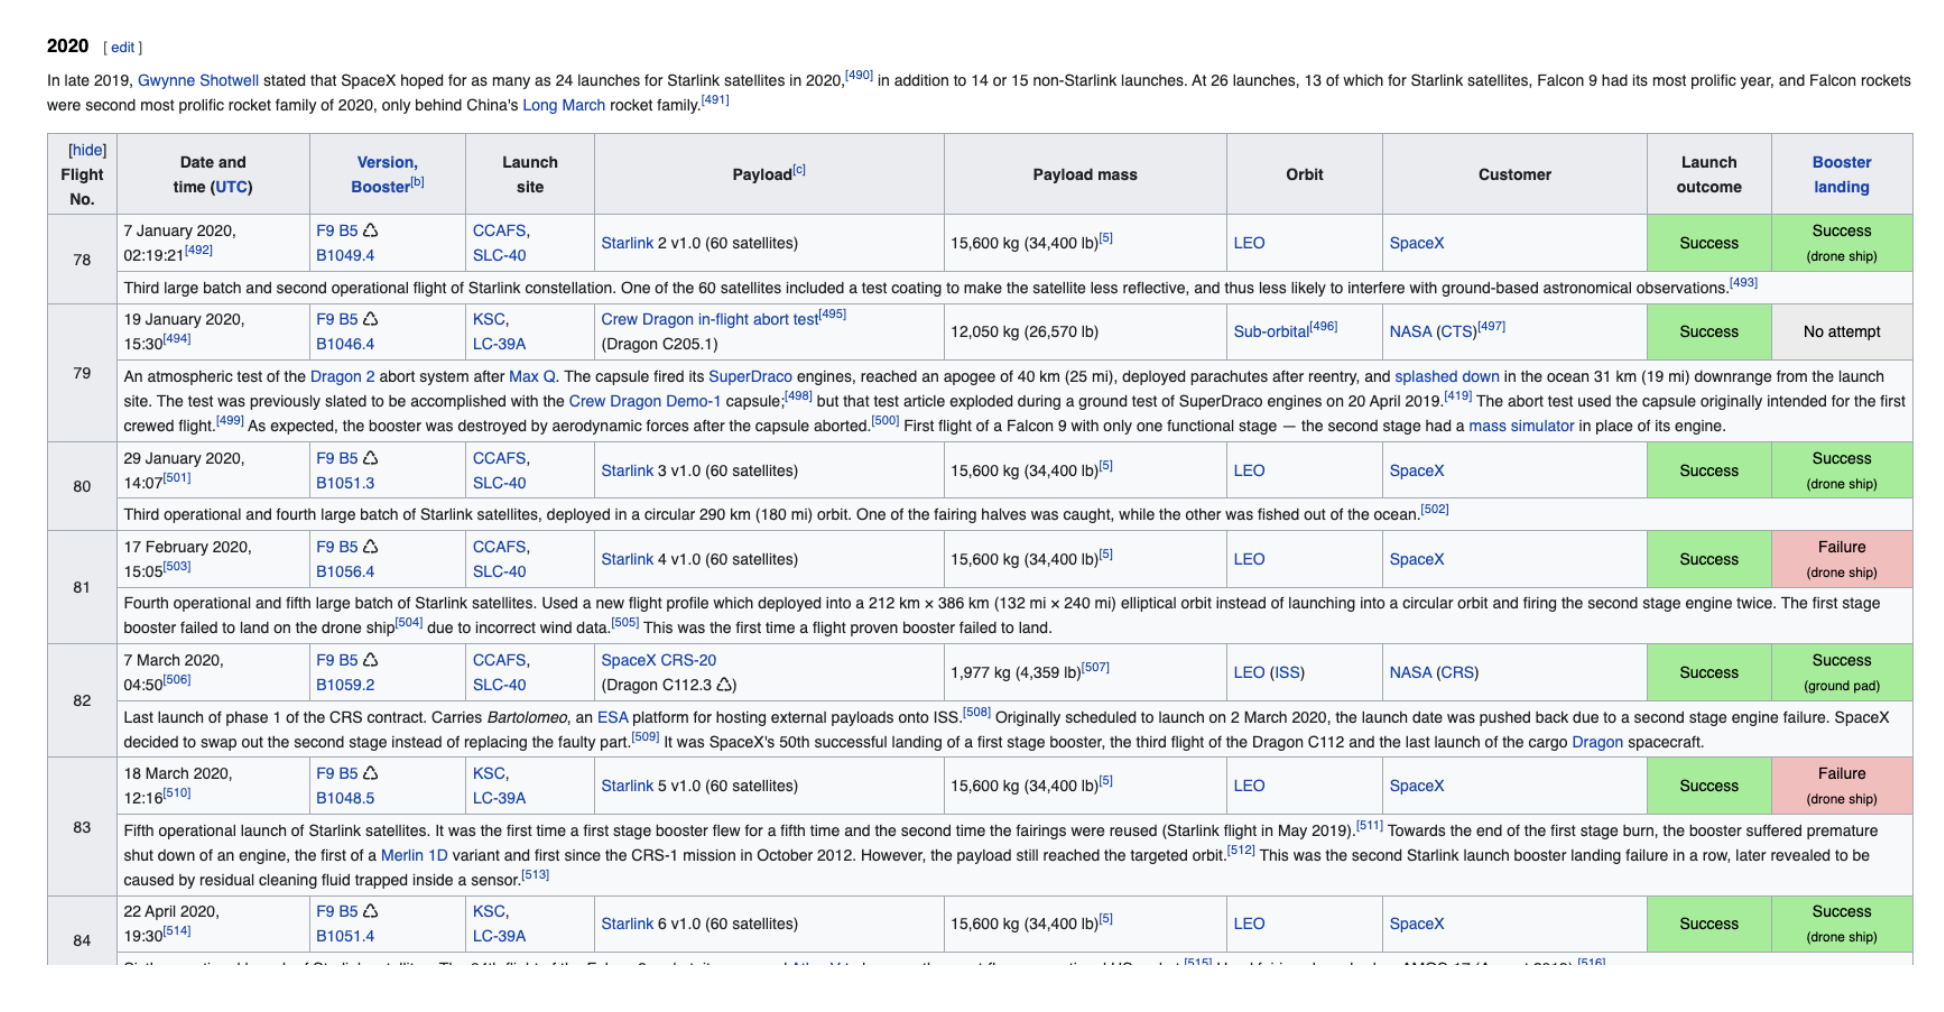 2020 [ edit ]
In late 2019, Gwynne Shotwell stated that SpaceX hoped for as many as 24 launches for Starlink satellites in 2020,[490] in addition to 14 or 15 non-Starlink launches. At 26 launches, 13 of which for Starlink satellites, Falcon 9 had its most prolific year, and Falcon rockets
were second most prolific rocket family of 2020, only behind China's Long March rocket family.[491]
[hide] Flight No. Date and time (UTC) Version, Booster[b] Launch site Payload[c] Payload mass Orbit Customer Launch outcome Booster landing
78 7 January 2020, 02:19:21[492] F9 B5 ♺ B1049.4 CCAFS, SLC-40 Starlink 2 v1.0 (60 satellites) 15,600 kg (34,400 lb)[5] LEO SpaceX Success Success (drone ship)
Third large batch and second operational flight of Starlink constellation. One of the 60 satellites included a test coating to make the satellite less reflective, and thus less likely to interfere with ground-based astronomical observations.[493]
79 19 January 2020, 15:30[494] F9 B5 ♺ B1046.4 KSC, LC-39A Crew Dragon in-flight abort test[495] (Dragon C205.1) 12,050 kg (26,570 lb) Sub-orbital[496] NASA (CTS)[497] Success No attempt
An atmospheric test of the Dragon 2 abort system after Max Q. The capsule fired its SuperDraco engines, reached an apogee of 40 km (25 mi), deployed parachutes after reentry, and splashed down in the ocean 31 km (19 mi) downrange from the launch
site. The test was previously slated to be accomplished with the Crew Dragon Demo-1 capsule;[498] but that test article exploded during a ground test of SuperDraco engines on 20 April 2019.[419] The abort test used the capsule originally intended for the first
crewed flight.[499] As expected, the booster was destroyed by aerodynamic forces after the capsule aborted.[500] First flight of a Falcon 9 with only one functional stage — the second stage had a mass simulator in place of its engine.
80 29 January 2020, 14:07[501] F9 B5 ♺ B1051.3 CCAFS, SLC-40 Starlink 3 v1.0 (60 satellites) 15,600 kg (34,400 lb)[5] LEO SpaceX Success Success (drone ship)
Third operational and fourth large batch of Starlink satellites, deployed in a circular 290 km (180 mi) orbit. One of the fairing halves was caught, while the other was fished out of the ocean.[502]
81 17 February 2020, 15:05[503] F9 B5 ♺ B1056.4 CCAFS, SLC-40 Starlink 4 v1.0 (60 satellites) 15,600 kg (34,400 lb)[5] LEO SpaceX Success Failure (drone ship)
Fourth operational and fifth large batch of Starlink satellites. Used a new flight profile which deployed into a 212 km × 386 km (132 mi × 240 mi) elliptical orbit instead of launching into a circular orbit and firing the second stage engine twice. The first stage
booster failed to land on the drone ship[504] due to incorrect wind data.[505] This was the first time a flight proven booster failed to land.
82 7 March 2020, 04:50[506] F9 B5 ♺ B1059.2 CCAFS, SLC-40 SpaceX CRS-20 (Dragon C112.3 ♺) 1,977 kg (4,359 lb)[507] LEO (ISS) NASA (CRS) Success Success (ground pad)
Last launch of phase 1 of the CRS contract. Carries Bartolomeo, an ESA platform for hosting external payloads onto ISS.[508] Originally scheduled to launch on 2 March 2020, the launch date was pushed back due to a second stage engine failure. SpaceX
decided to swap out the second stage instead of replacing the faulty part.[509] It was SpaceX's 50th successful landing of a first stage booster, the third flight of the Dragon C112 and the last launch of the cargo Dragon spacecraft.
83 18 March 2020, 12:16[510] F9 B5 ♺ B1048.5 KSC, LC-39A Starlink 5 v1.0 (60 satellites) 15,600 kg (34,400 lb)[5] LEO SpaceX Success Failure (drone ship)
Fifth operational launch of Starlink satellites. It was the first time a first stage booster flew for a fifth time and the second time the fairings were reused (Starlink flight in May 2019).[511] Towards the end of the first stage burn, the booster suffered premature
shut down of an engine, the first of a Merlin 1D variant and first since the CRS-1 mission in October 2012. However, the payload still reached the targeted orbit.[512] This was the second Starlink launch booster landing failure in a row, later revealed to be
caused by residual cleaning fluid trapped inside a sensor.[513]
84 22 April 2020, 19:30[514] F9 B5 ♺ B1051.4 KSC, LC-39A Starlink 6 v1.0 (60 satellites) 15,600 kg (34,400 lb)[5] LEO SpaceX Success Success (drone ship)
[515] [516]